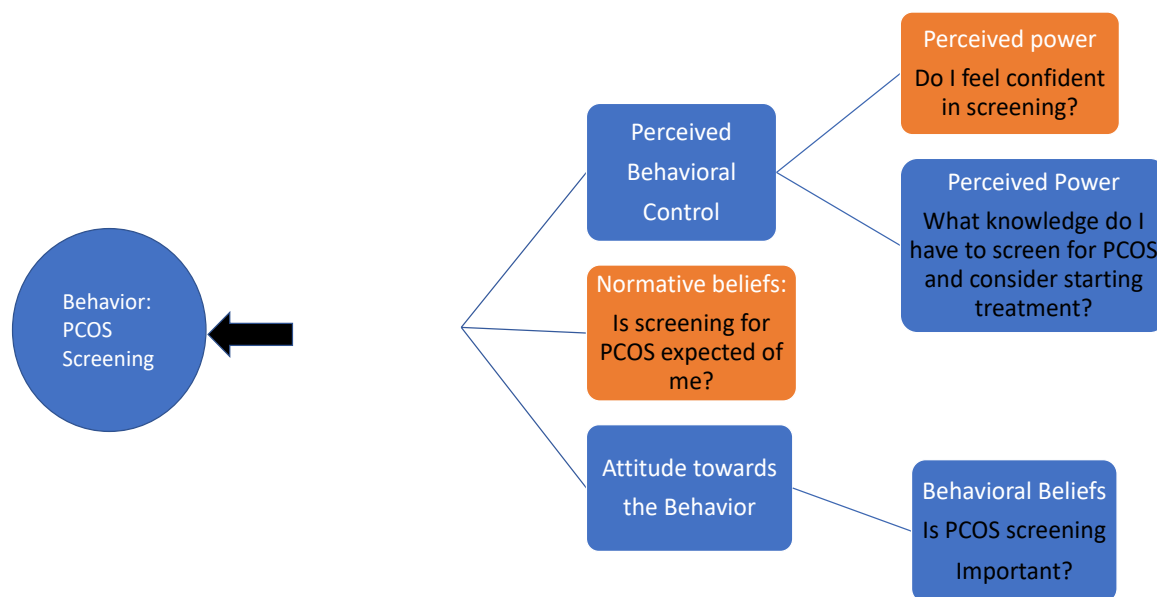 Behavior:
PCOS
Screening
Perceived
Behavioral
Control
Normative beliefs:
Is screening for
PCOS expected of
me?
Attitude towards
the Behavior
Perceived power
Do I feel confident
in screening?
Perceived Power
What knowledge do I
have to screen for PCOS
and consider starting
treatment?
Behavioral Beliefs
Is PCOS screening
Important?